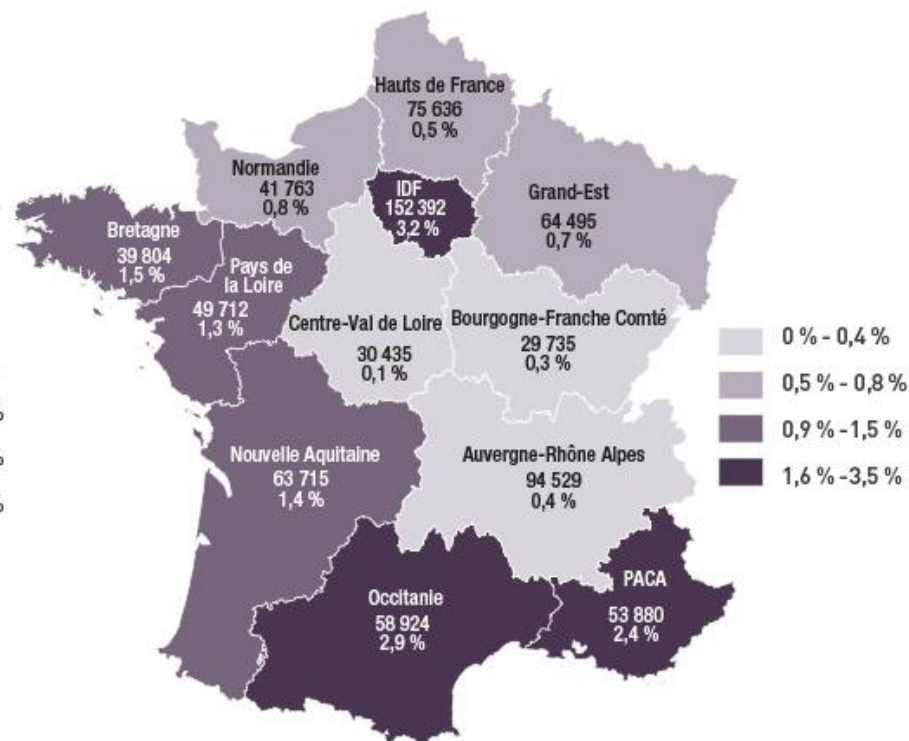 Hauts de France
75 636
0,5 %
Normandie
41 763
0,8 %
IDF
152 392
3,2 %
Grand-Est
64 495
0,7 %
Bretagne
39 804
1,5 %
Pays de
la Loire
49 712
1,3 %
Centre-Val de Loire
30 435
0,1 %
Bourgogne-Franche Comté
29 735
0,3 %
Nouvelle Aquitaine
63 715
1,4 %
Auvergne-Rhône Alpes
94 529
0,4 %
Occitanie
58 924
2,9 %
PACA
53 880
2,4 %
0 % - 0,4 %
0,5 % - 0,8 %
0,9 % -1,5 %
1,6 % -3,5 %